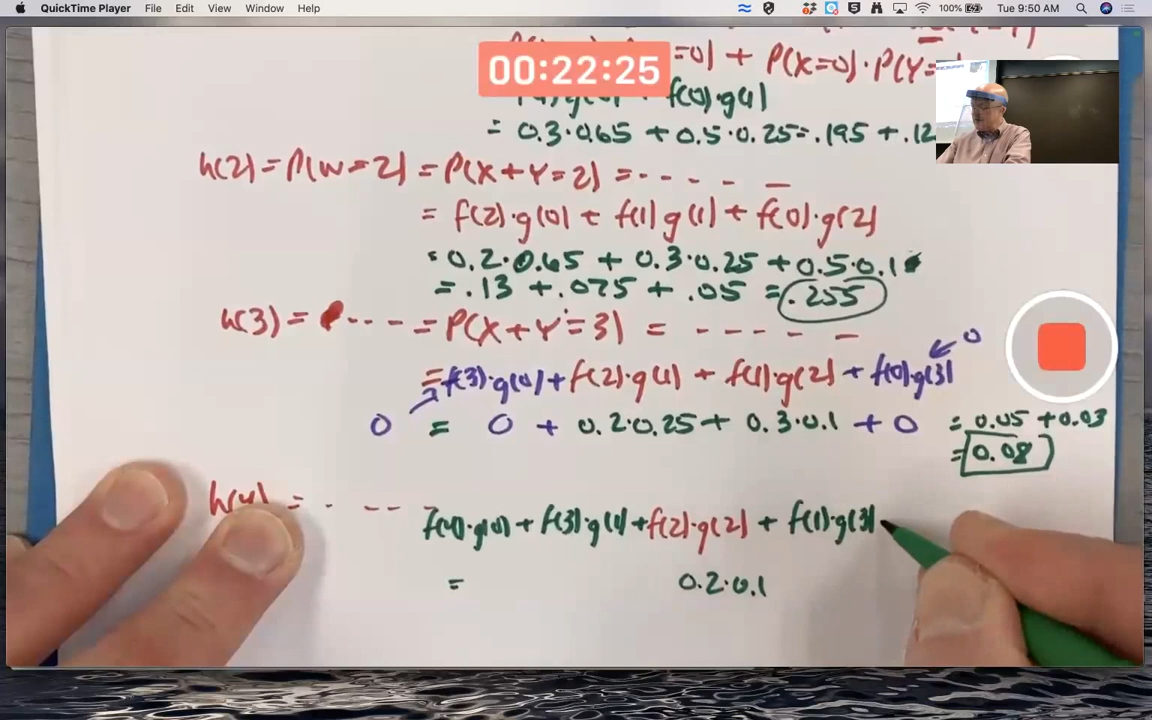 QuickTime Player File Edit View Window Help 100% Tue 9:50 AM
00:22:25
=0) + P(X=0)·P(Y=
f(0)·g(1)
= 0.3·0.65 + 0.5·0.25=.195 + .12
h(2)=P(W=2) = P(X+Y=2) = - - - - -
= f(2)·g(0) + f(1)g(1) + f(0)·g(2)
= 0.2·0.65 + 0.3·0.25 + 0.5·0.1
= .13 + .075 + .05 = .255
h(3) = P - - - - = P(X+Y=3) = - - - - -
0
= f(3)·g(0) + f(2)·g(1) + f(1)·g(2) + f(0)·g(3)
0 = 0 + 0.2·0.25 + 0.3·0.1 + 0 = 0.05 + 0.03
= 0.08
h(4) = - - - -
f(4)·g(0) + f(3)·g(1) + f(2)·g(2) + f(1)·g(3)
= 0.2·0.1